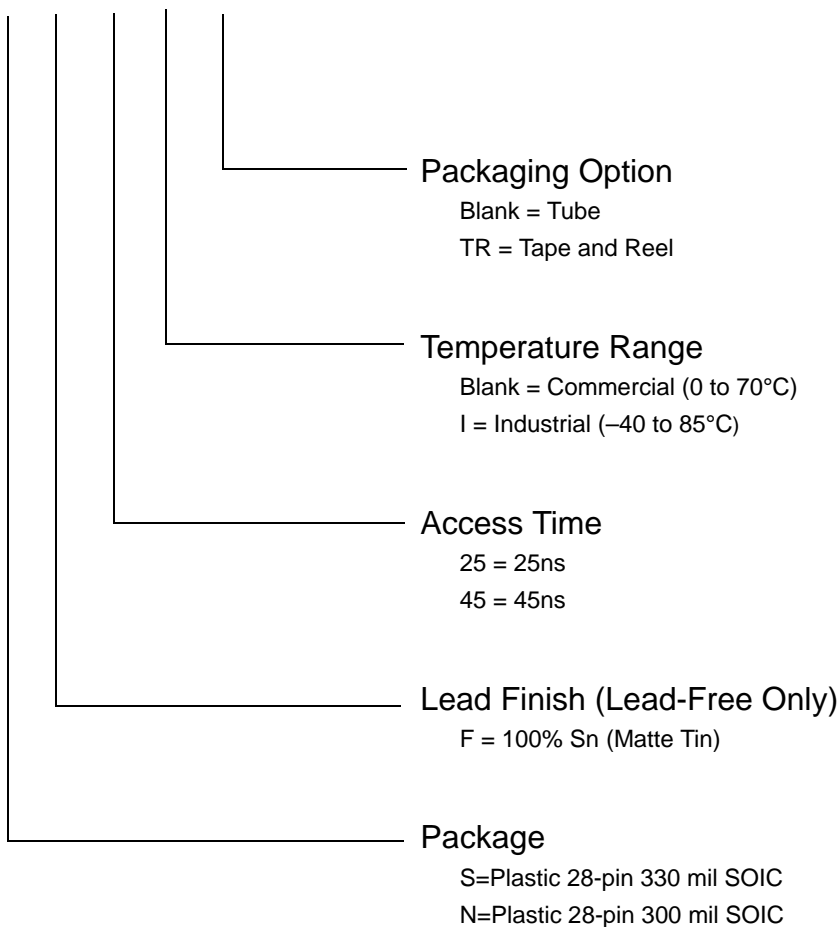 Packaging Option
Blank = Tube
TR = Tape and Reel
Temperature Range
Blank = Commercial (0 to 70°C)
I = Industrial (–40 to 85°C)
Access Time
25 = 25ns
45 = 45ns
Lead Finish (Lead-Free Only)
F = 100% Sn (Matte Tin)
Package
S=Plastic 28-pin 330 mil SOIC
N=Plastic 28-pin 300 mil SOIC